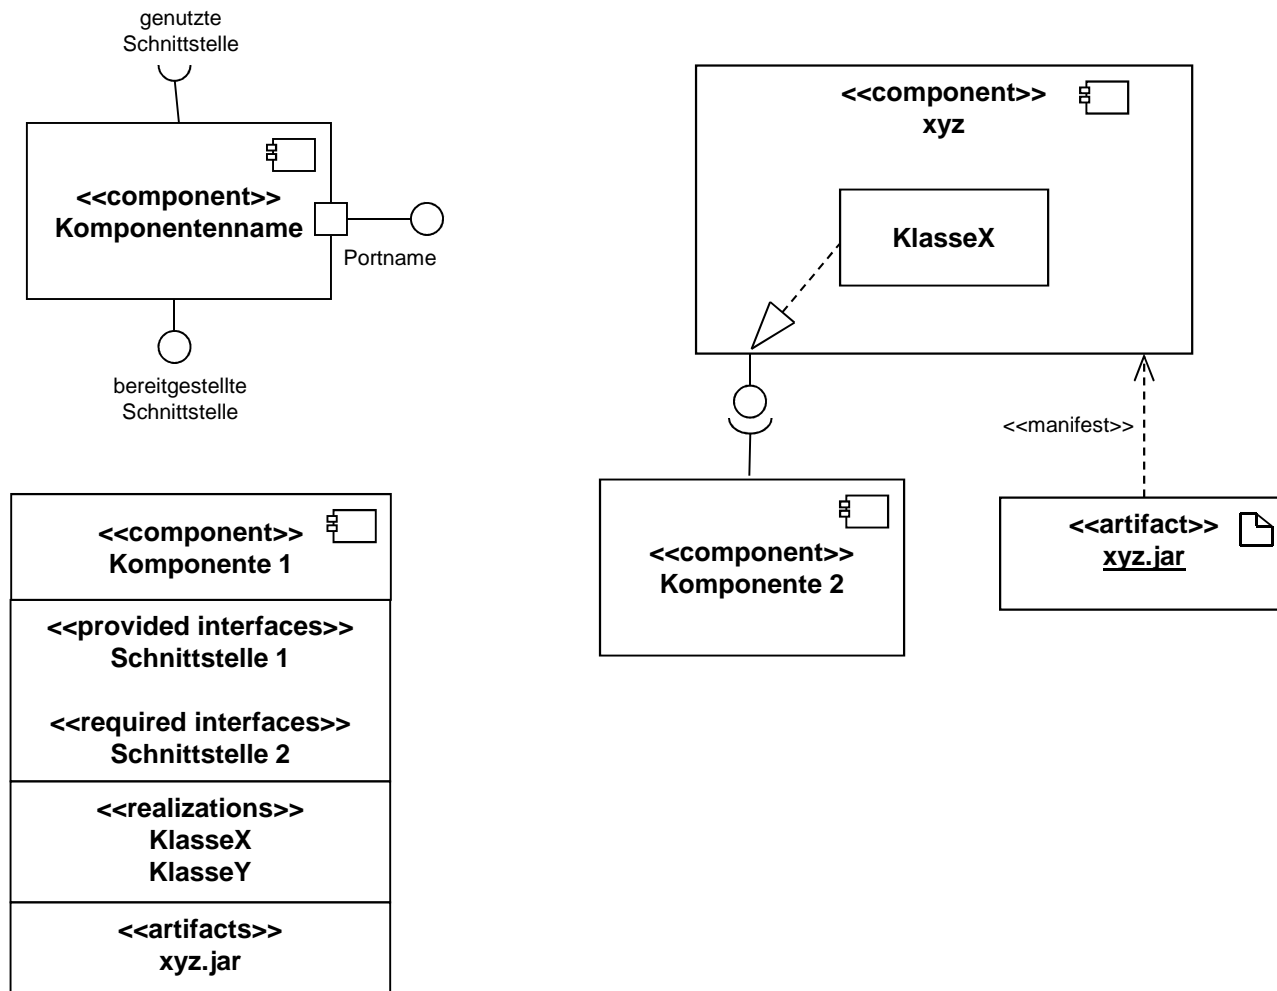 genutzte
Schnittstelle
<<component>>
Komponentenname
Portname
bereitgestellte
Schnittstelle
<<component>>
xyz
KlasseX
<<manifest>>
<<component>>
Komponente 2
<<artifact>>
xyz.jar
<<component>>
Komponente 1
<<provided interfaces>>
Schnittstelle 1
<<required interfaces>>
Schnittstelle 2
<<realizations>>
KlasseX
KlasseY
<<artifacts>>
xyz.jar